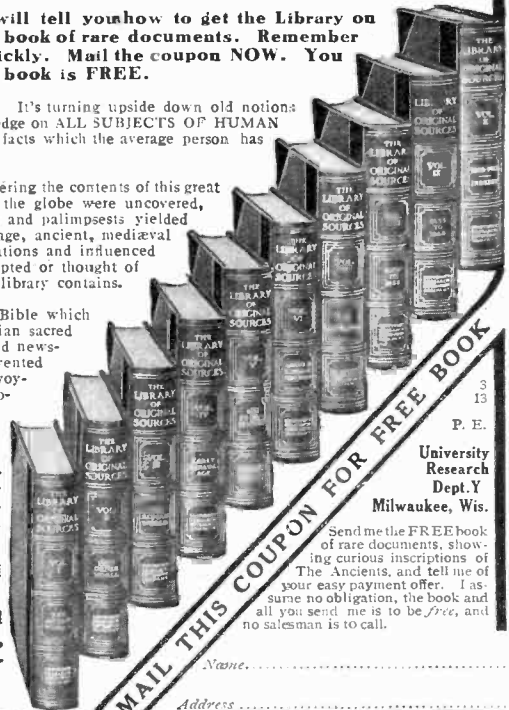 will tell you how to get the Library on
book of rare documents. Remember
ickly. Mail the coupon NOW. You
book is FREE.
It's turning upside down old notions
edge on ALL SUBJECTS OF HUMAN
facts which the average person has
ering the contents of this great
the globe were uncovered,
and palimpsests yielded
age, ancient, mediæval
ations and influenced
pted or thought of
library contains.
Bible which
ian sacred
d news-
rented
voy-
o-
THE
LIBRARY
OF
ORIGINAL
SOURCES
VOL.
MAIL THIS COUPON FOR FREE BOOK
3
13
P. E.
University
Research
Dept.Y
Milwaukee, Wis.
Send me the FREE book
of rare documents, show-
ing curious inscriptions of
The Ancients, and tell me of
your easy payment offer. I as-
sume no obligation, the book and
all you send me is to be free, and
no salesman is to call.
Name
Address